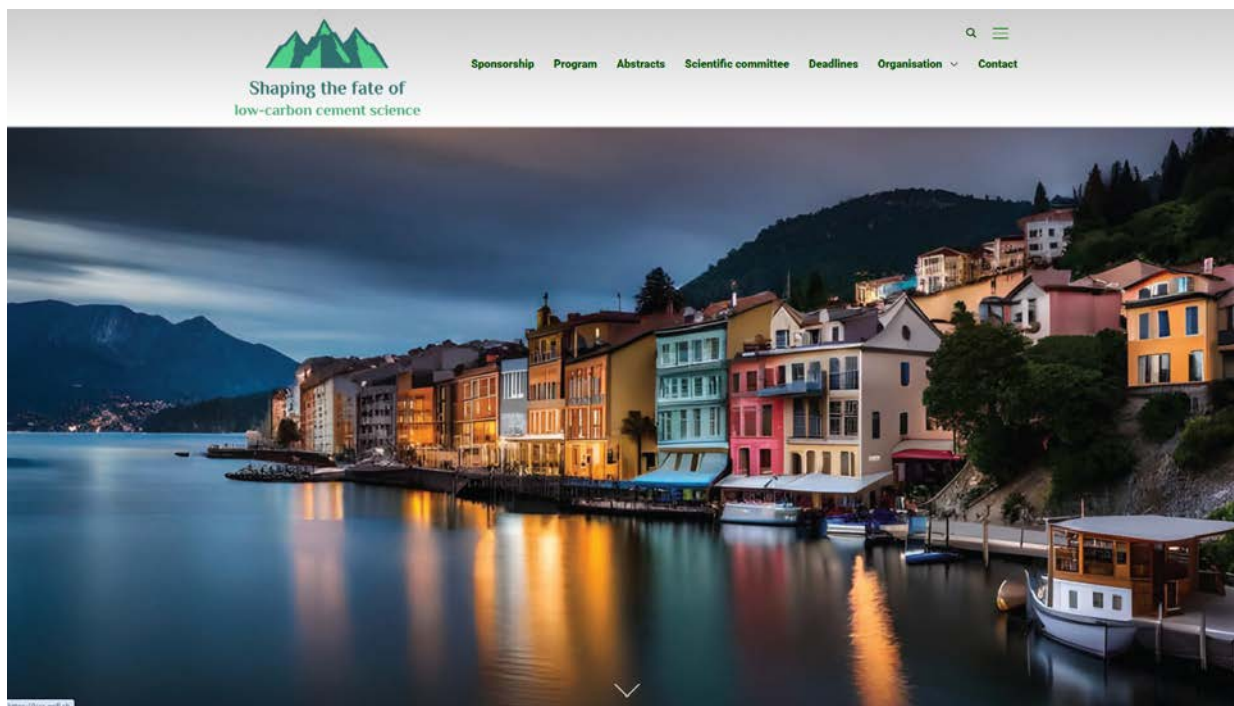 Shaping the fate of
low-carbon cement science
Sponsorship Program Abstracts Scientific committee Deadlines Organisation Contact